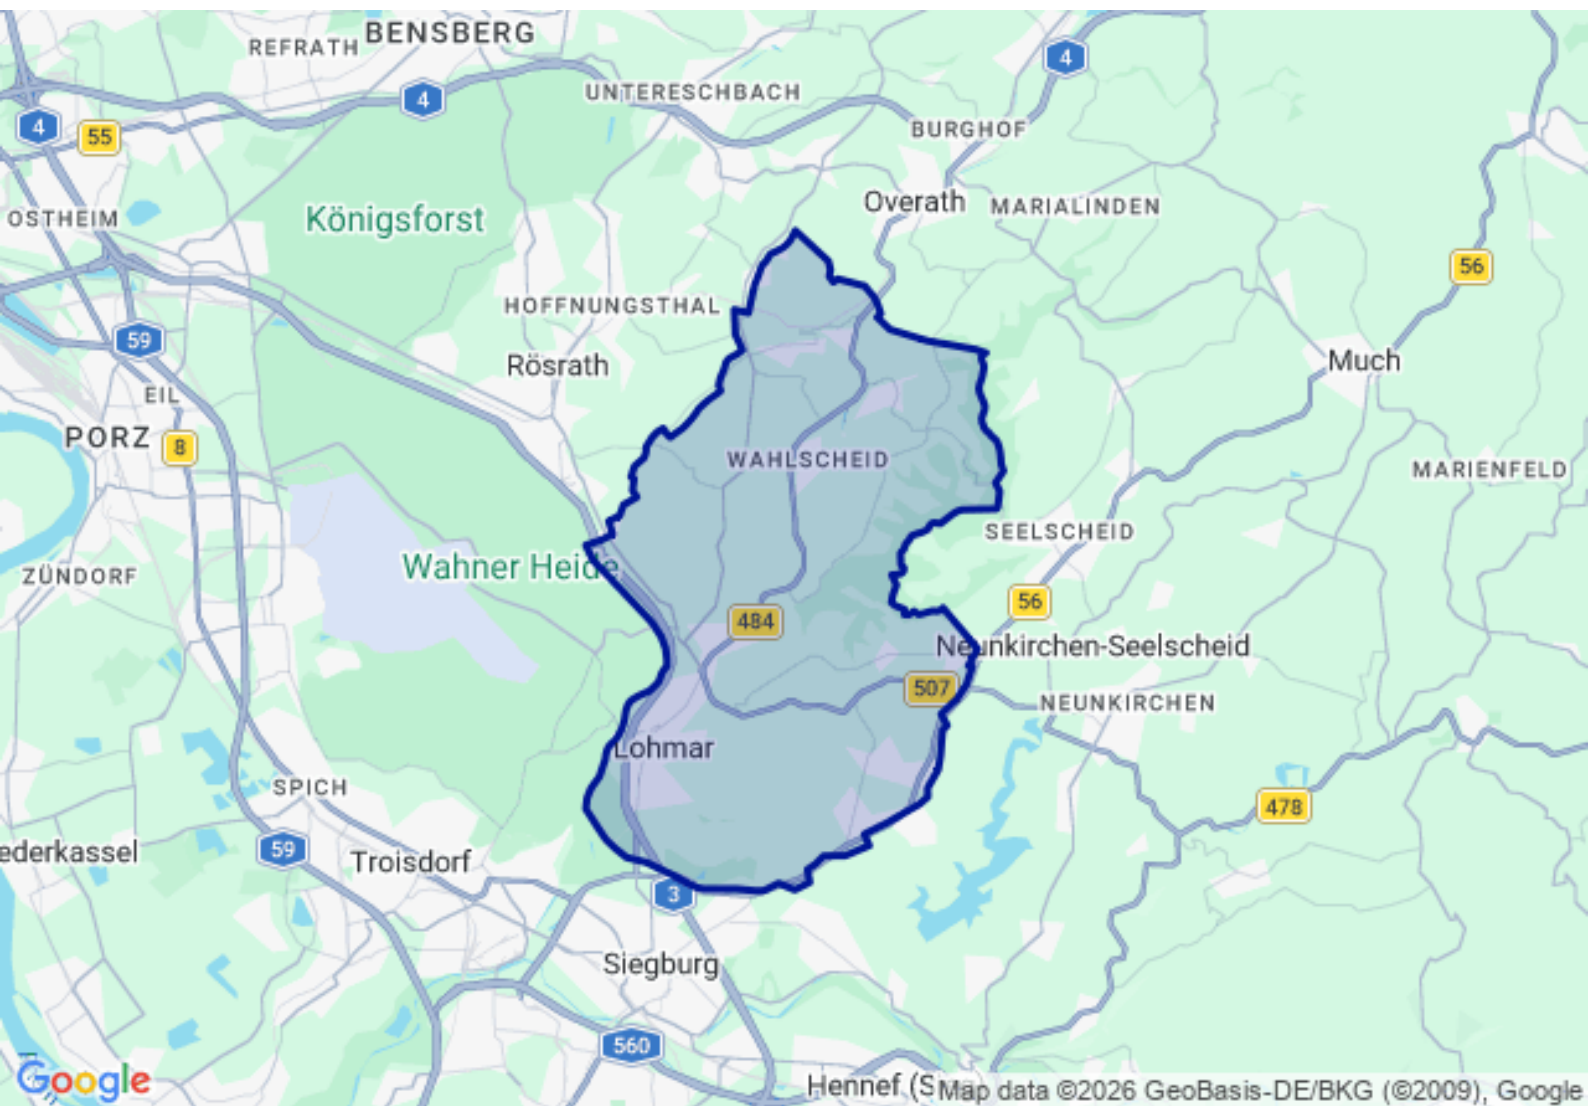 REFRATH
BENSBERG
4
4
UNTERESCHBACH
4
55
BURGHOF
Overath
MARIALINDEN
OSTHEIM
Königsforst
56
HOFFNUNGSTHAL
59
Rösrath
Much
EIL
PORZ
8
WAHLSCHEID
MARIENFELD
SEELSCHEID
Wahner Heide
ZÜNDORF
56
484
Neunkirchen-Seelscheid
507
NEUNKIRCHEN
Lohmar
SPICH
478
ederkassel
59
Troisdorf
3
Siegburg
560
Google
Hennef (S
Map data ©2026 GeoBasis-DE/BKG (©2009), Google